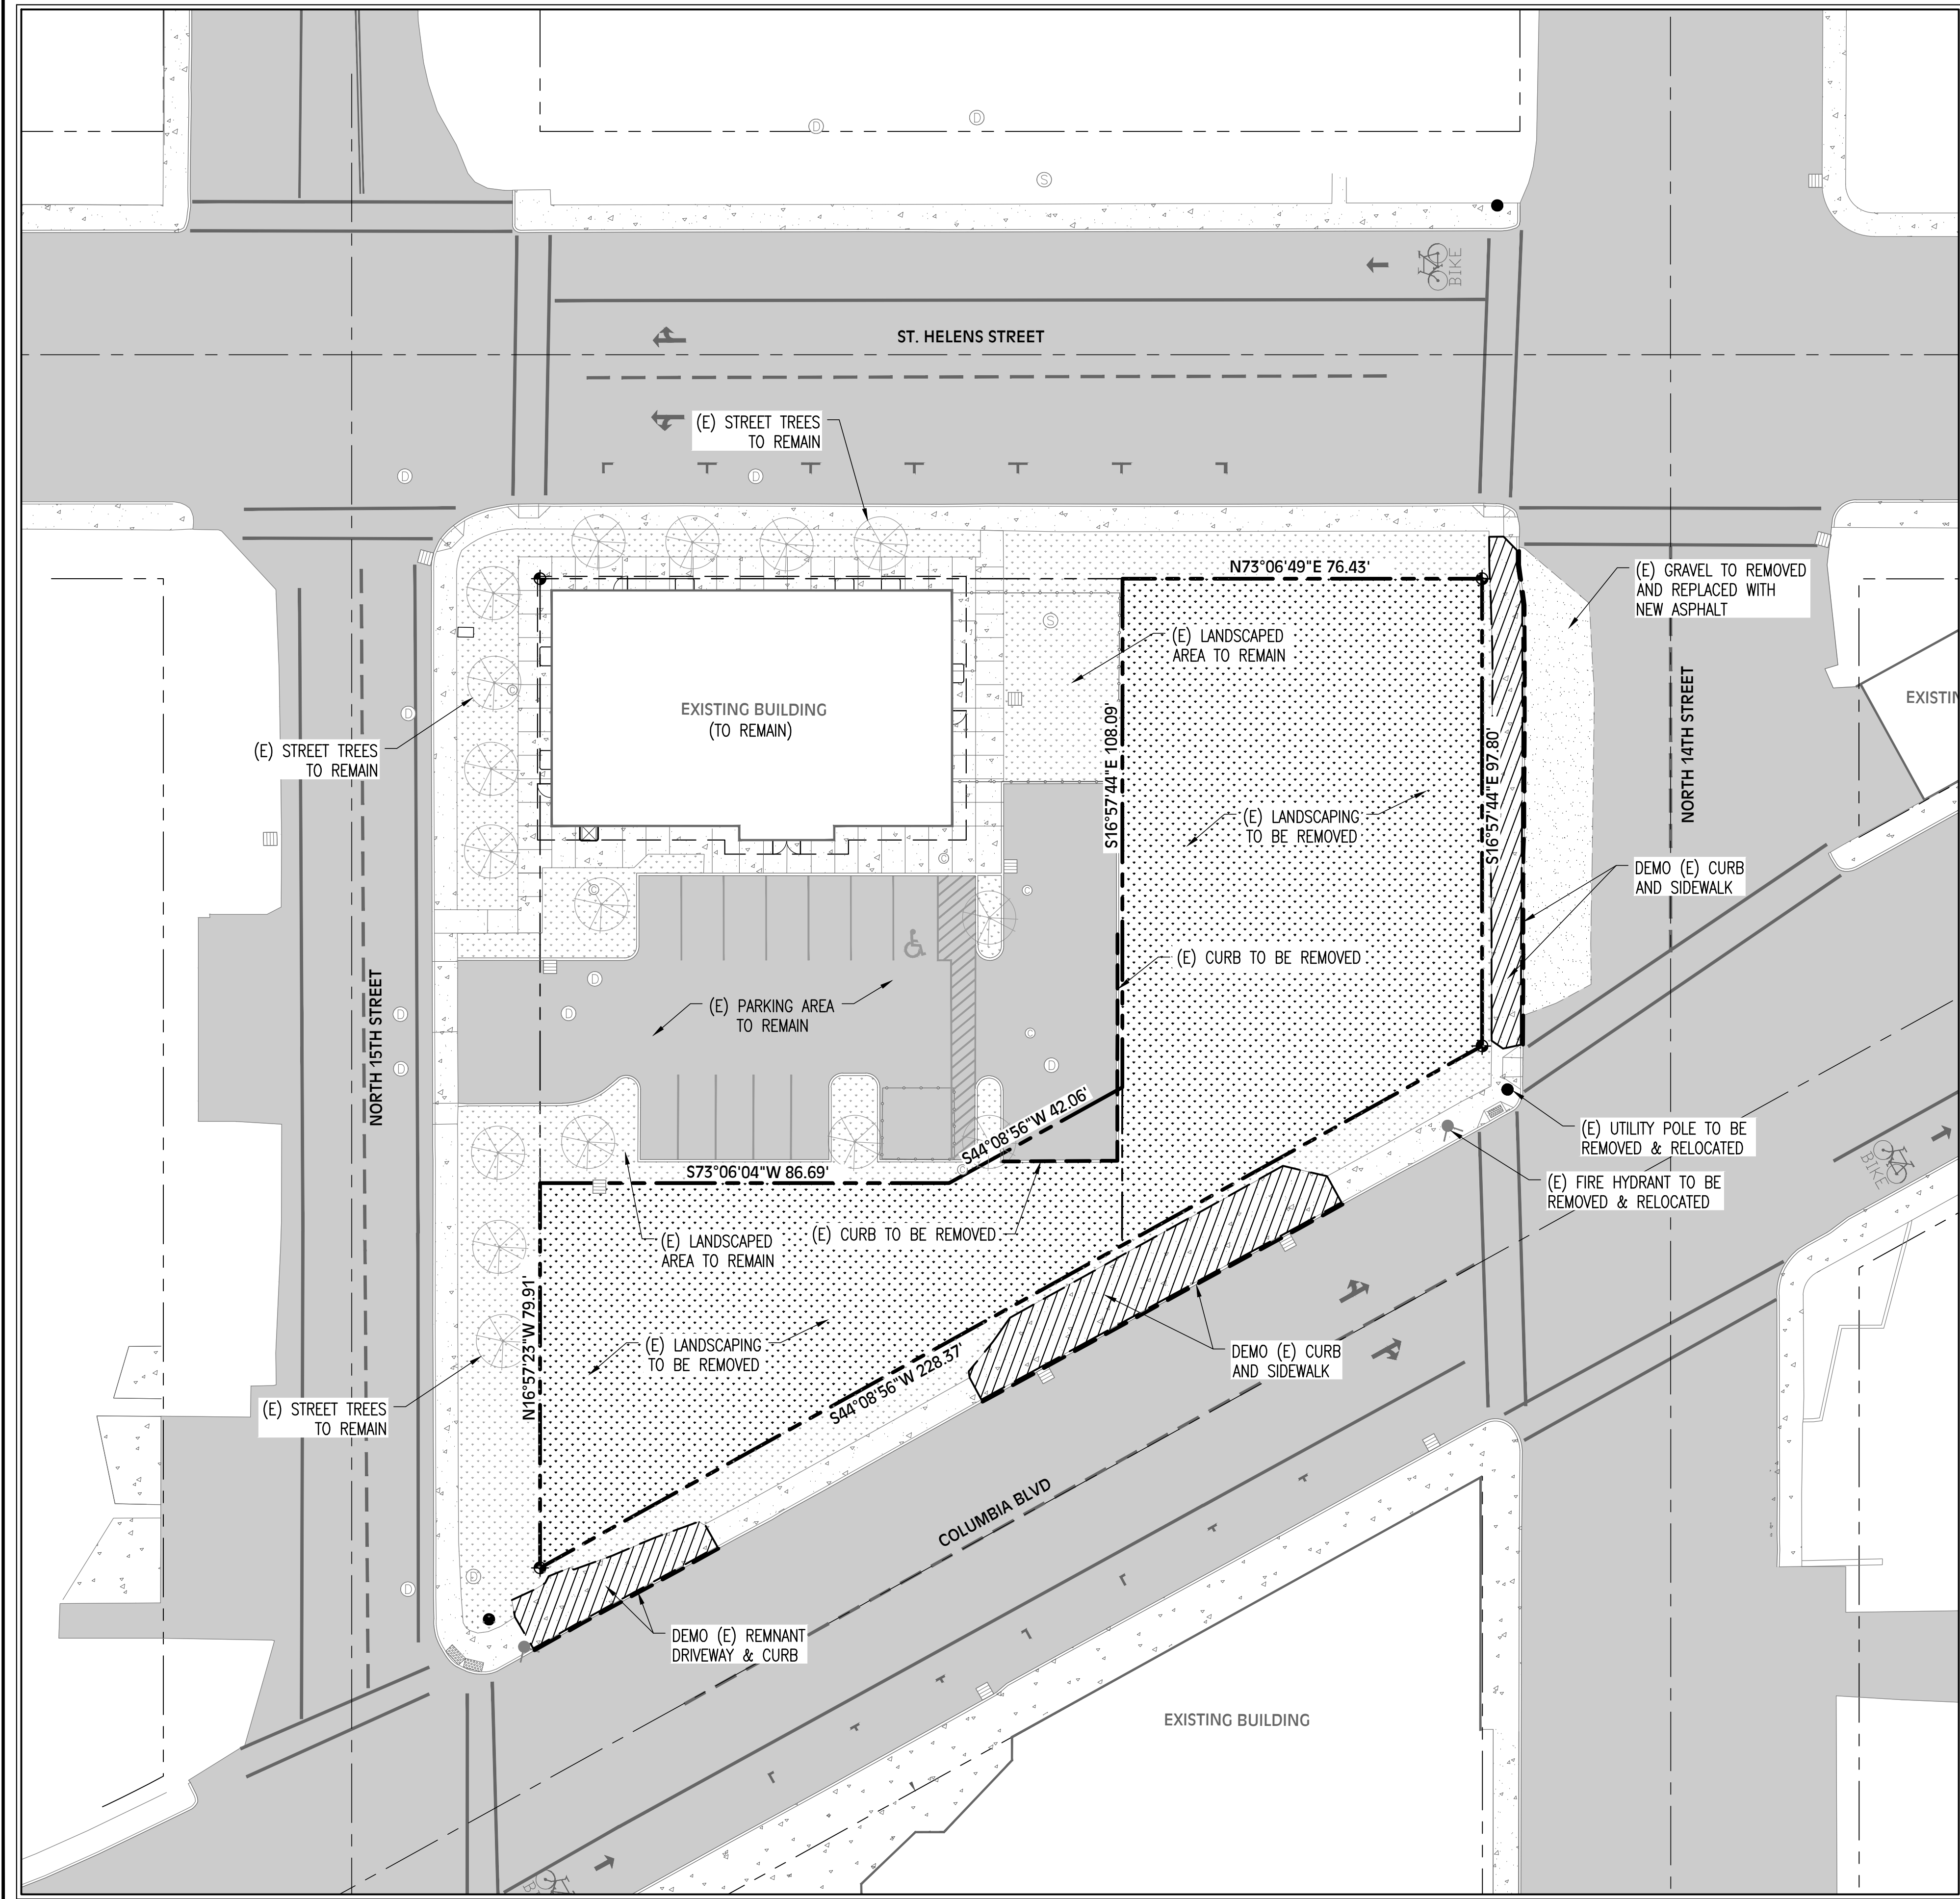 BIKE
ST. HELENS STREET
(E) STREET TREES
TO REMAIN
N73°06'49"E 76.43'
(E) GRAVEL TO REMOVED
AND REPLACED WITH
NEW ASPHALT
(E) LANDSCAPED
AREA TO REMAIN
EXISTING BUILDING
(TO REMAIN)
S16°57'44"E 108.09'
S16°57'44"E 97.80'
NORTH 14TH STREET
EXISTIN
(E) STREET TREES
TO REMAIN
(E) LANDSCAPING
TO BE REMOVED
DEMO (E) CURB
AND SIDEWALK
(E) CURB TO BE REMOVED
(E) PARKING AREA
TO REMAIN
NORTH 15TH STREET
S44°08'56"W 42.06'
(E) UTILITY POLE TO BE
REMOVED & RELOCATED
BIKE
S73°06'04"W 86.69'
(E) FIRE HYDRANT TO BE
REMOVED & RELOCATED
(E) LANDSCAPED
AREA TO REMAIN
(E) CURB TO BE REMOVED
N16°57'23"W 79.91'
(E) LANDSCAPING
TO BE REMOVED
S44°08'56"W 228.37'
DEMO (E) CURB
AND SIDEWALK
(E) STREET TREES
TO REMAIN
COLUMBIA BLVD
DEMO (E) REMNANT
DRIVEWAY & CURB
EXISTING BUILDING
D
D
S
D
D
S
D
D
D
D
D
D
D
D
D
C
C
C
C
C
C